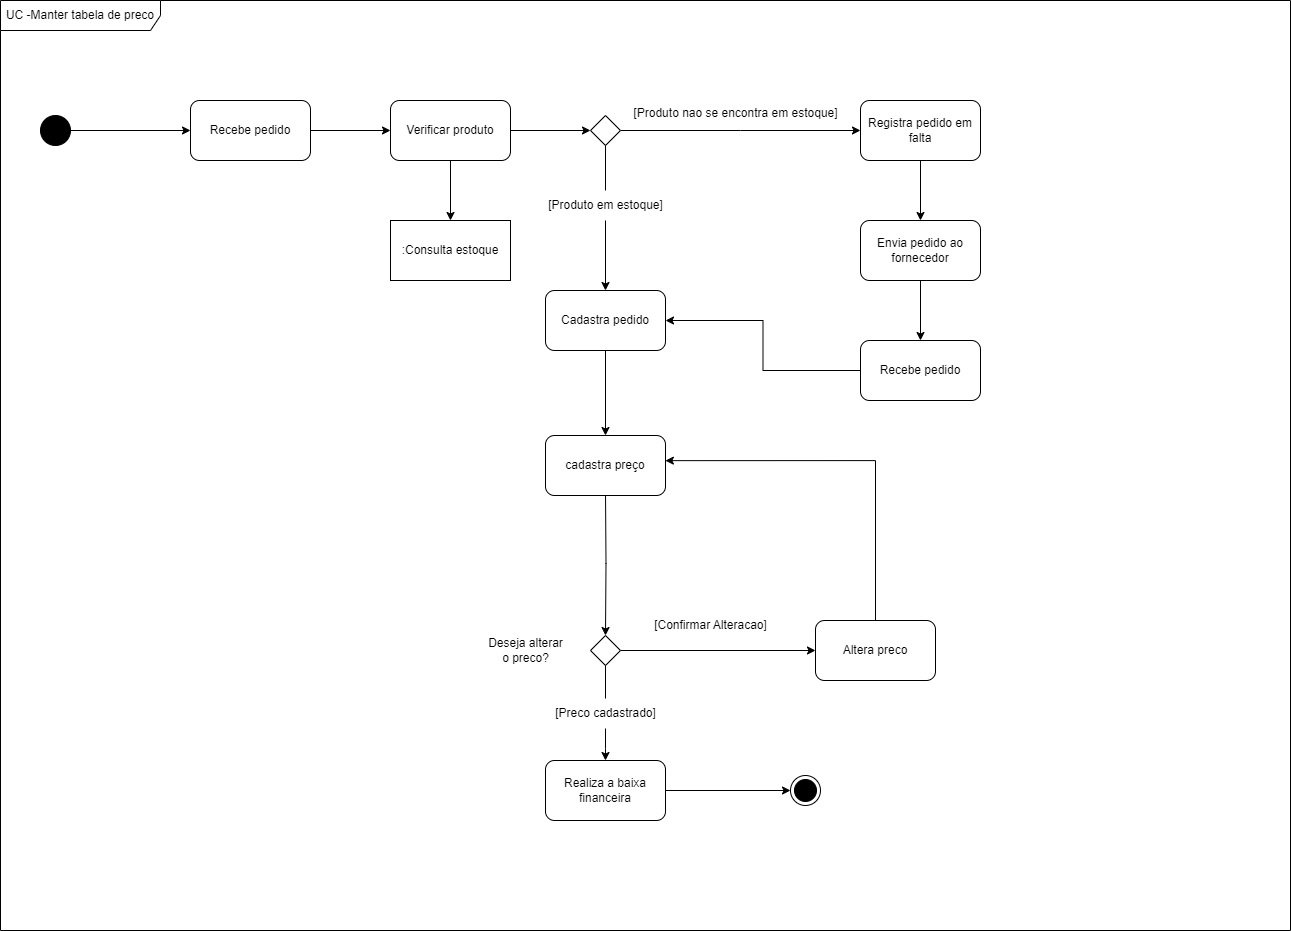 UC -Manter tabela de preco
Recebe pedido
Verificar produto
[Produto nao se encontra em estoque]
Registra pedido em
falta
[Produto em estoque]
:Consulta estoque
Envia pedido ao
fornecedor
Cadastra pedido
Recebe pedido
cadastra preço
Deseja alterar
o preco?
[Confirmar Alteracao]
Altera preco
[Preco cadastrado]
Realiza a baixa
financeira